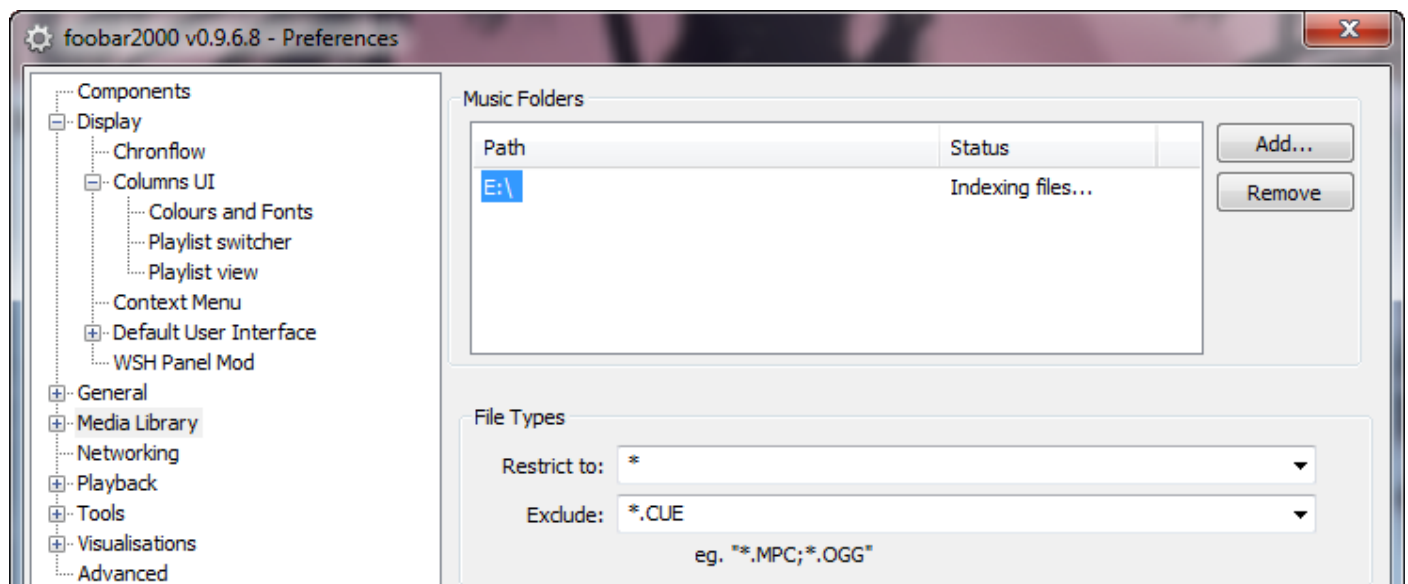 foobar2000 v0.9.6.8 - Preferences
Components
Display
Chronflow
Columns UI
Colours and Fonts
Playlist switcher
Playlist view
Context Menu
Default User Interface
WSH Panel Mod
General
Media Library
Networking
Playback
Tools
Visualisations
Advanced
Music Folders
Path Status
E:\ Indexing files...
Add...
Remove
File Types
Restrict to: *
Exclude: *.CUE
eg. "*.MPC;*.OGG"